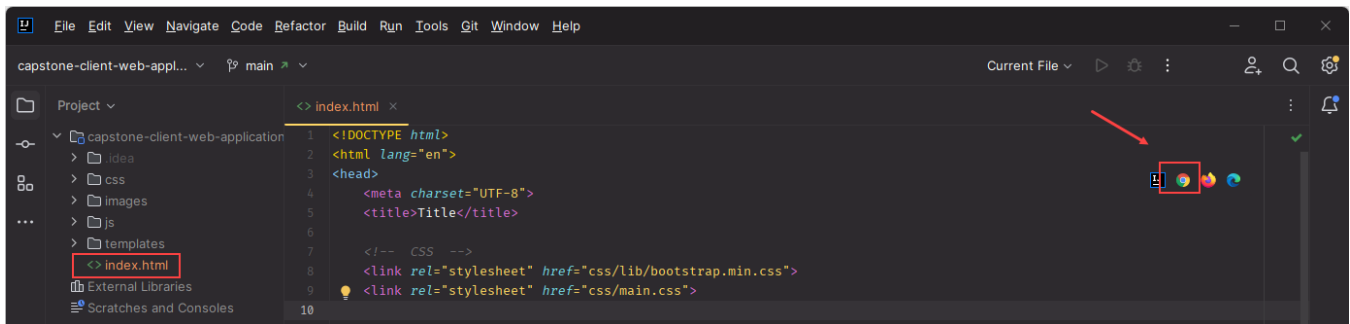 File Edit View Navigate Code Refactor Build Run Tools Git Window Help
capstone-client-web-appl... main Current File
Project
index.html
capstone-client-web-application
.idea
css
images
js
templates
index.html
External Libraries
Scratches and Consoles
1 <!DOCTYPE html>
2 <html lang="en">
3 <head>
4 <meta charset="UTF-8">
5 <title>Title</title>
6
7 <!-- CSS -->
8 <link rel="stylesheet" href="css/lib/bootstrap.min.css">
9 <link rel="stylesheet" href="css/main.css">
10